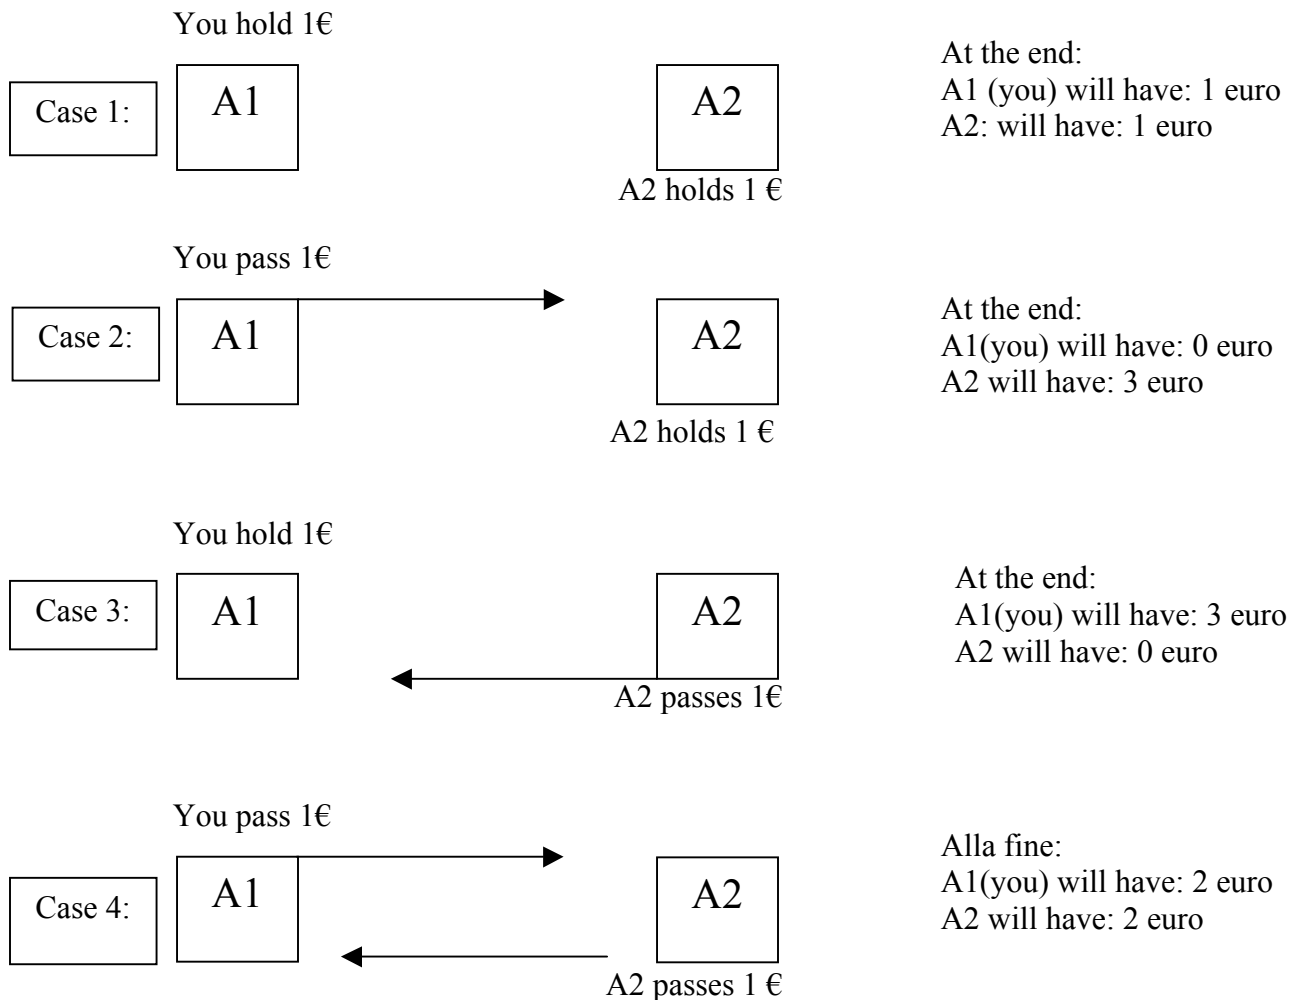 You hold 1€
Case 1:
A1
A2
A2 holds 1 €
At the end:
A1 (you) will have: 1 euro
A2: will have: 1 euro
You pass 1€
Case 2:
A1
A2
A2 holds 1 €
At the end:
A1(you) will have: 0 euro
A2 will have: 3 euro
You hold 1€
Case 3:
A1
A2
A2 passes 1€
At the end:
A1(you) will have: 3 euro
A2 will have: 0 euro
You pass 1€
Case 4:
A1
A2
A2 passes 1 €
Alla fine:
A1(you) will have: 2 euro
A2 will have: 2 euro